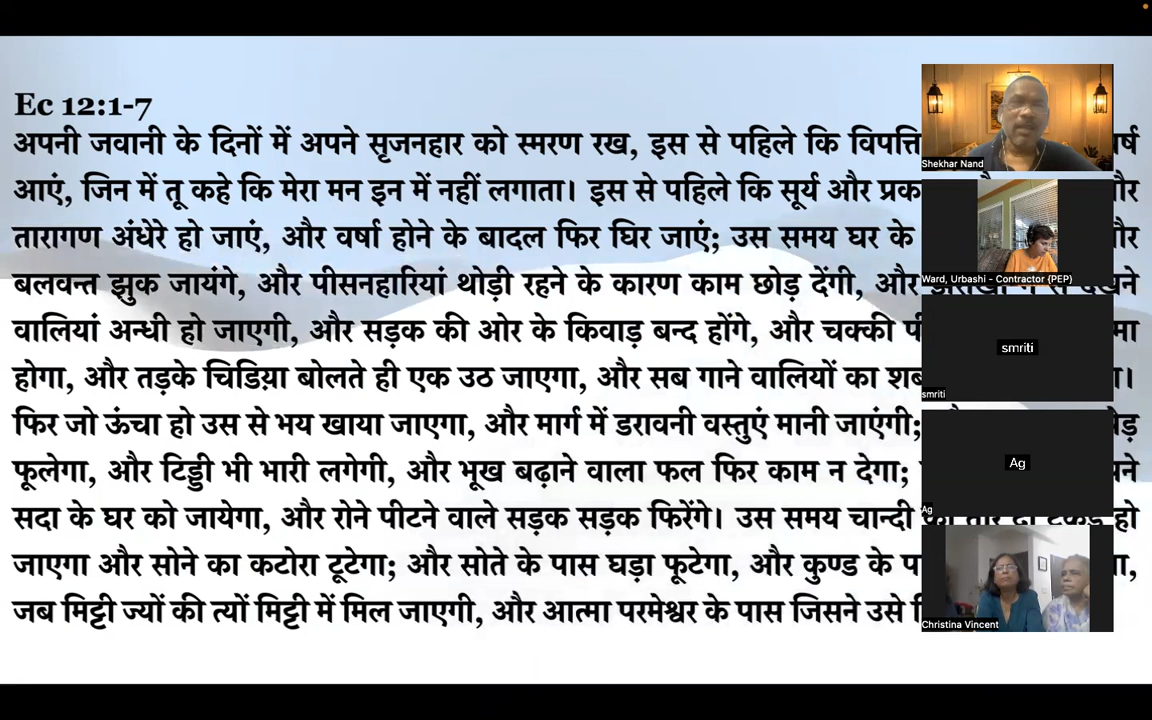 Ec 12:1-7
अपनी जवानी के दिनों में अपने सृजनहार को स्मरण रख, इस से पहिले कि विपत्ति
आएं, जिन में तू कहे कि मेरा मन इन में नहीं लगाता। इस से पहिले कि सूर्य और
तारागण अंधेरे हो जाएं, और वर्षा होने के बादल फिर घिर जाएं; उस समय घर के
बलवन्त झुक जायंगे, और पीसनहारियां थोड़ी रहने के कारण काम छोड़ देंगी, और
वालियां अन्धी हो जाएगी, और सड़क की ओर के किवाड़ बन्द होंगे, और चक्की
होगा, और तड़के चिडिय़ा बोलते ही एक उठ जाएगा, और सब गाने वालियों का
फिर जो ऊंचा हो उस से भय खाया जाएगा, और मार्ग में डरावनी वस्तुएं मानी जाएंगी;
फूलेगा, और टिड्डी भी भारी लगेगी, और भूख बढ़ाने वाला फल फिर काम न देगा;
सदा के घर को जायेगा, और रोने पीटने वाले सड़क सड़क फिरेंगे। उस समय चान्दी हो
जाएगा और सोने का कटोरा टूटेगा; और सोते के पास घड़ा फूटेगा, और कुण्ड के
जब मिट्टी ज्यों की त्यों मिट्टी में मिल जाएगी, और आत्मा परमेश्वर के पास जिसने उसे
Shekhar Nand
Ward, Urbashi - Contractor (PEP)
smriti
smriti
Ag
Ag
Christina Vincent